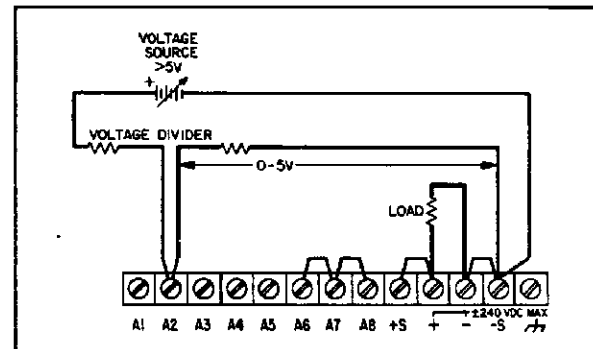 VOLTAGE
SOURCE
>5V
+
VOLTAGE DIVIDER
0-5V
LOAD
A1 A2 A3 A4 A5 A6 A7 A8 +S + - -S
±240 VDC MAX